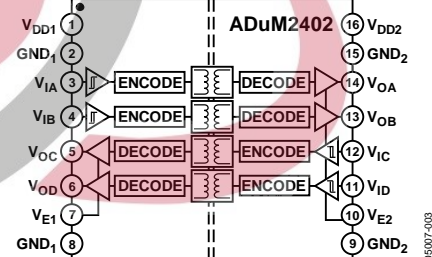 ADuM2402
VDD1 1 16 VDD2
GND1 2 15 GND2
VIA 3 ENCODE DECODE 14 VOA
VIB 4 ENCODE DECODE 13 VOB
VOC 5 DECODE ENCODE 12 VIC
VOD 6 DECODE ENCODE 11 VID
VE1 7 10 VE2
GND1 8 9 GND2
05007-003